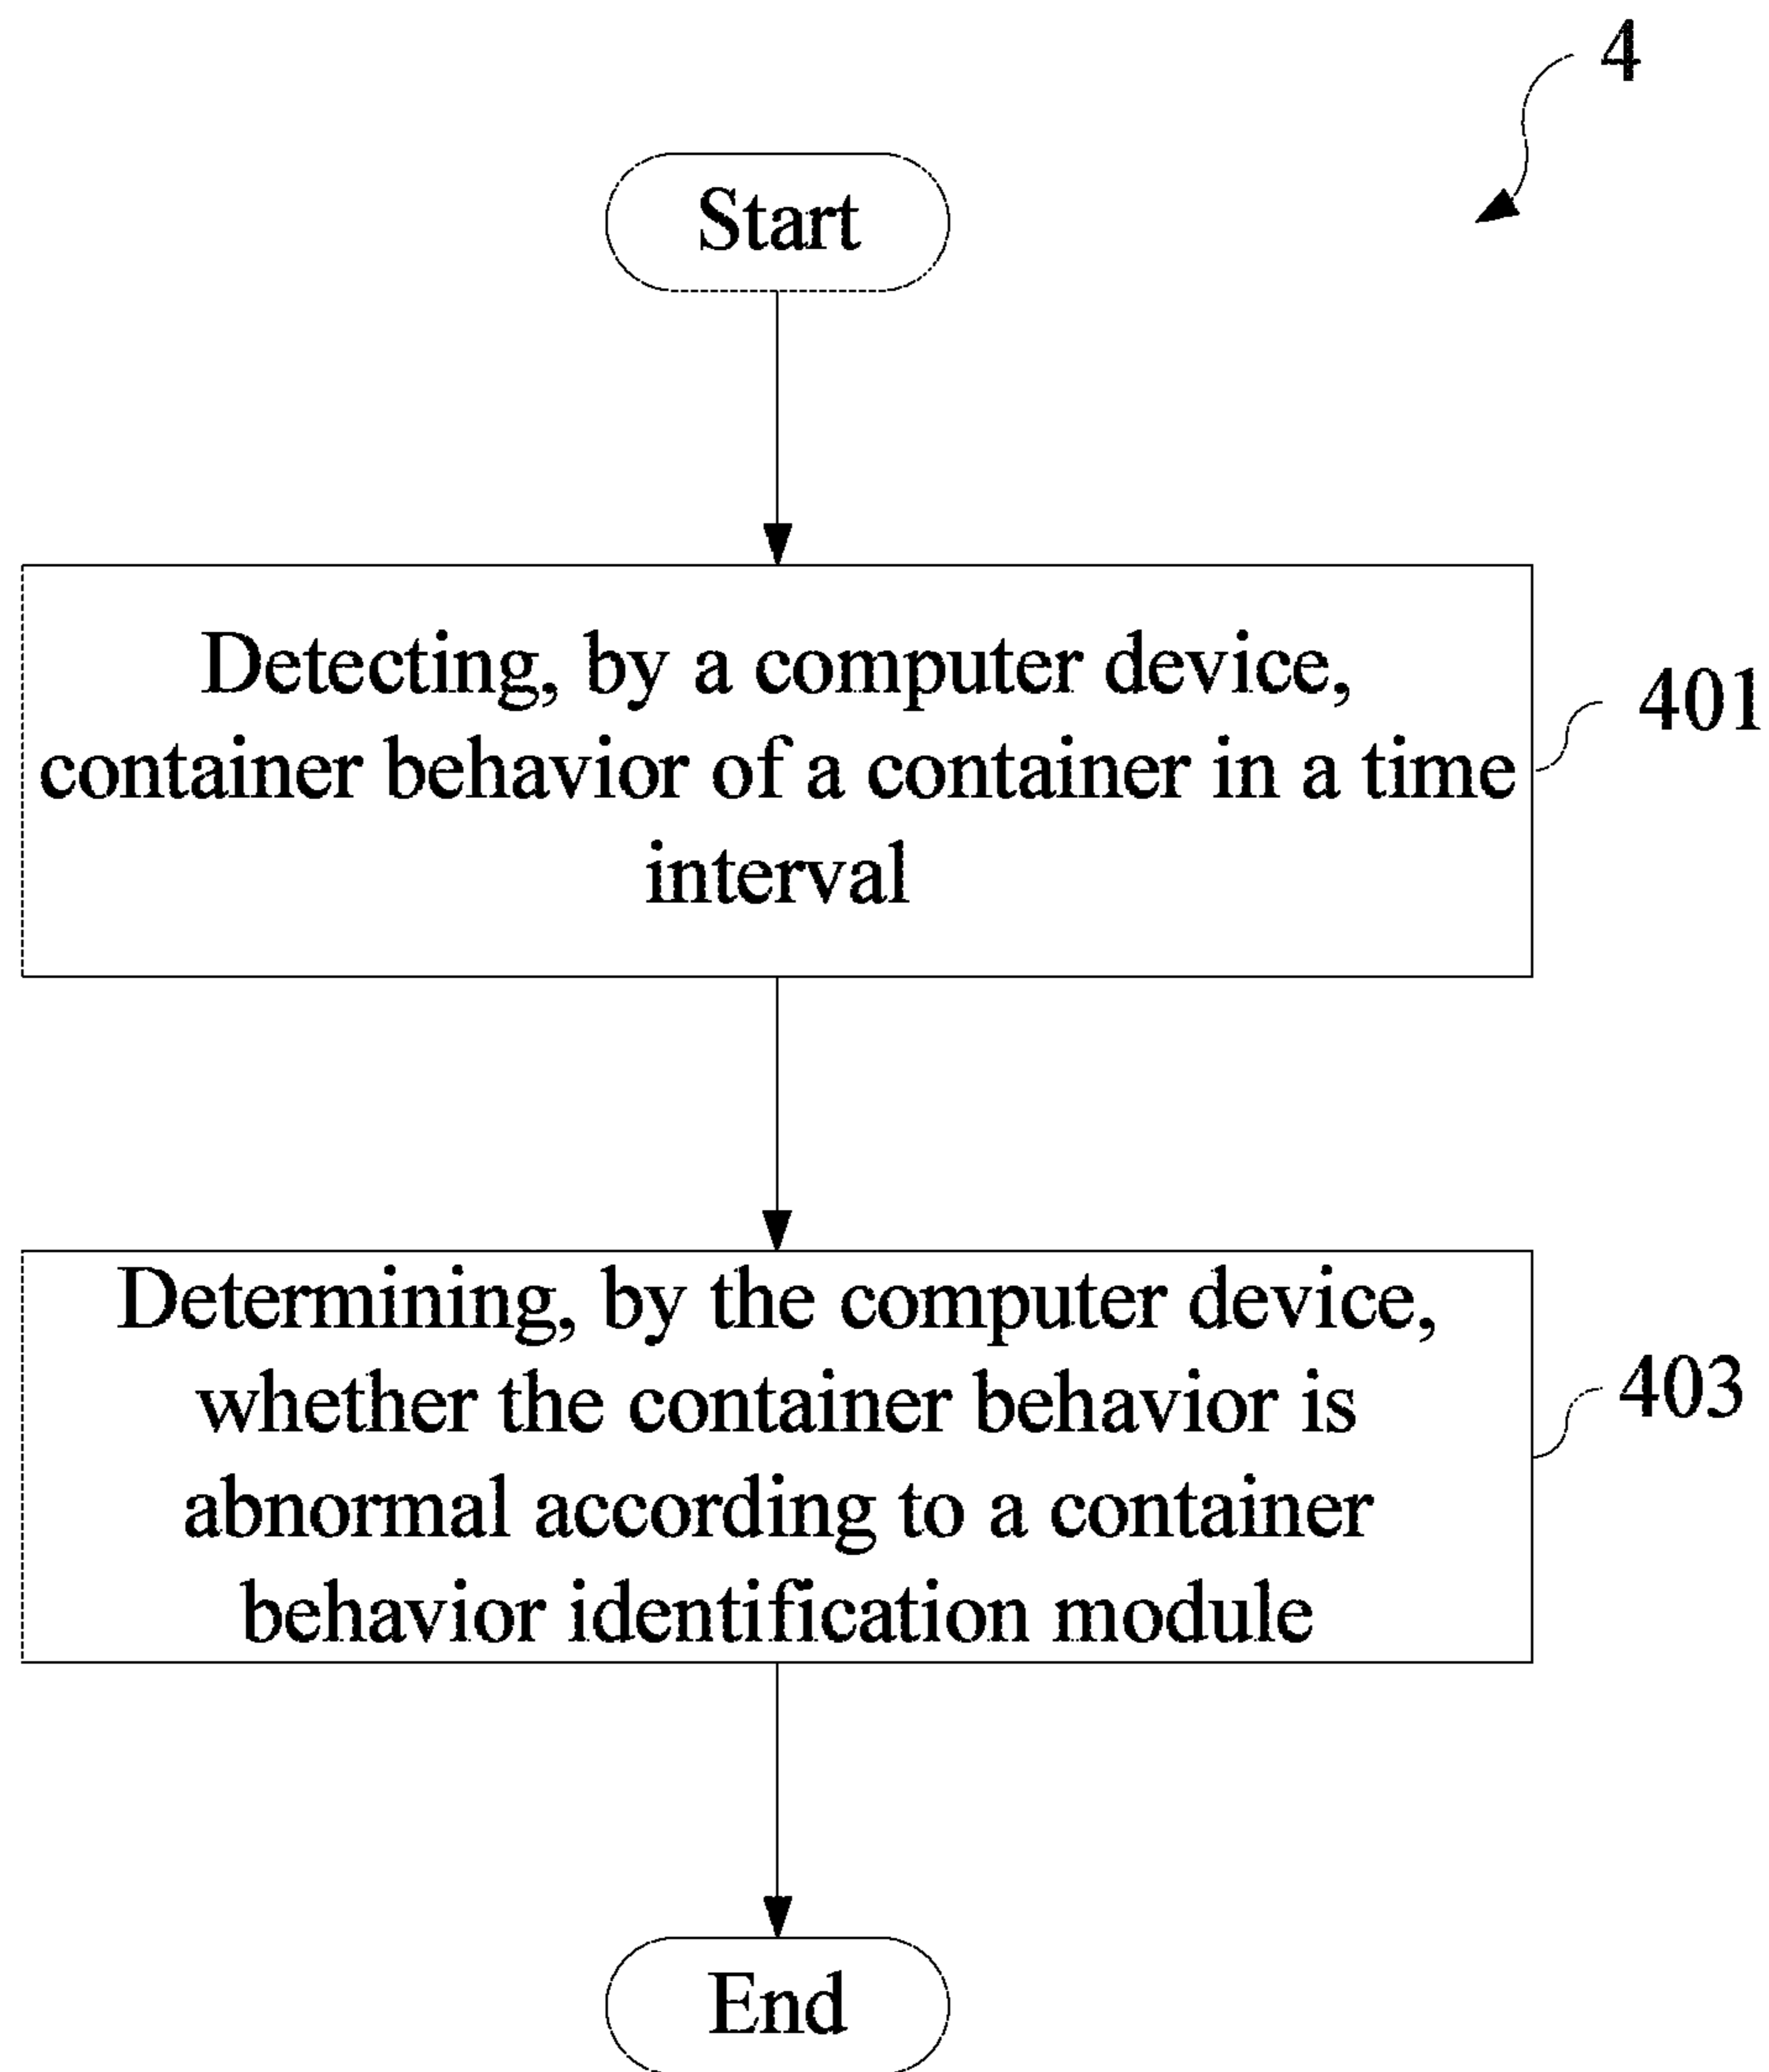 4
Start
Detecting, by a computer device,
container behavior of a container in a time
interval
401
Determining, by the computer device,
whether the container behavior is
abnormal according to a container
behavior identification module
403
End